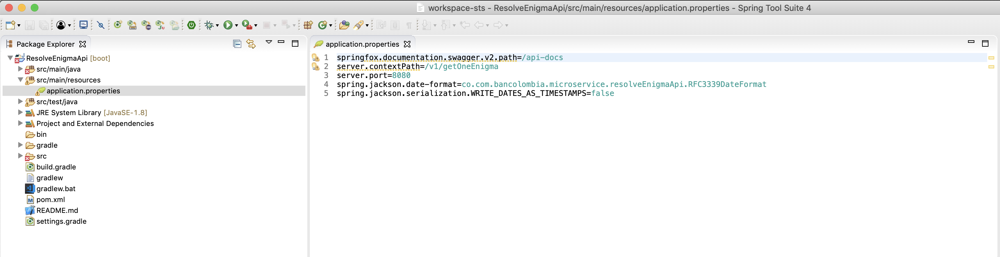 workspace-sts - ResolveEnigmaApi/src/main/resources/application.properties - Spring Tool Suite 4
Package Explorer
ResolveEnigmaApi [boot]
src/main/java
src/main/resources
application.properties
src/test/java
JRE System Library [JavaSE-1.8]
Project and External Dependencies
bin
gradle
src
build.gradle
gradlew
gradlew.bat
pom.xml
README.md
settings.gradle
application.properties
1 springfox.documentation.swagger.v2.path=/api-docs
2 server.contextPath=/v1/getOneEnigma
3 server.port=8080
4 spring.jackson.date-format=co.com.bancolombia.microservice.resolveEnigmaApi.RFC3339DateFormat
5 spring.jackson.serialization.WRITE_DATES_AS_TIMESTAMPS=false